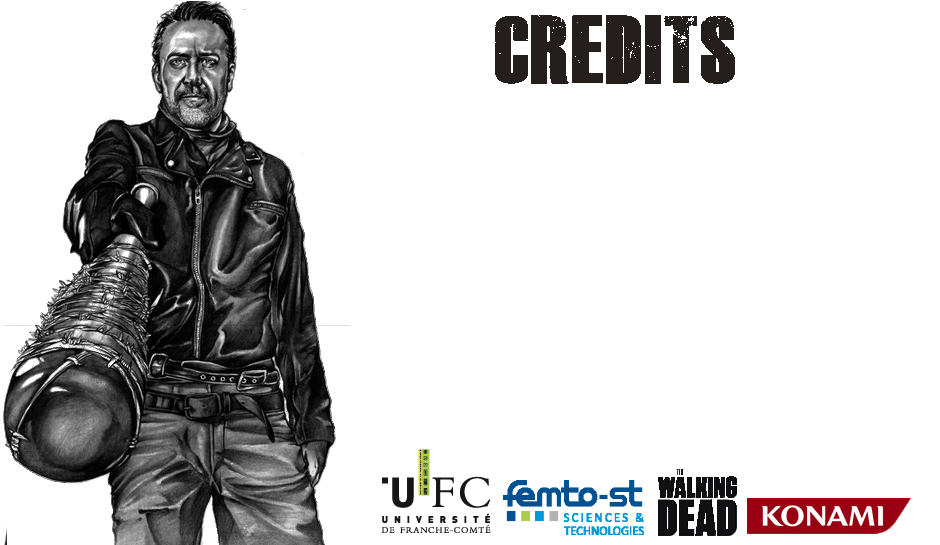 CREDITS
UFC
UNIVERSITÉ
DE FRANCHE-COMTÉ
femto-st
SCIENCES &
TECHNOLOGIES
THE
WALKING
DEAD
KONAMI